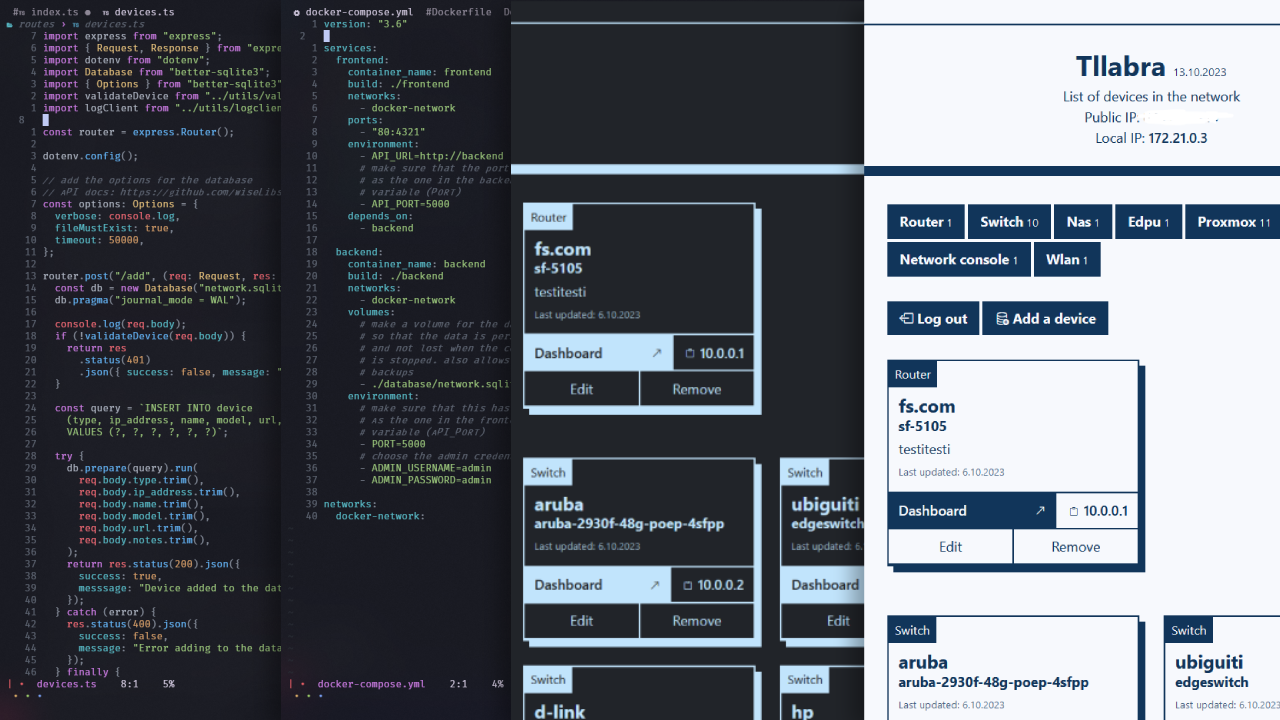 #ts index.ts ● ts devices.ts
routes > ts devices.ts
7 import express from "express";
6 import { Request, Response } from "expre
5 import dotenv from "dotenv";
4 import Database from "better-sqlite3";
3 import { Options } from "better-sqlite3"
2 import validateDevice from "../utils/val
1 import logClient from "../utils/logclien
8
1 const router = express.Router();
2
3 dotenv.config();
4
5 // add the options for the database
6 // API docs: https://github.com/wiseLibs
7 const options: Options = {
8 verbose: console.log,
9 fileMustExist: true,
10 timeout: 50000,
11 };
12
13 router.post("/add", (req: Request, res:
14 const db = new Database("network.sqlit
15 db.pragma("journal_mode = WAL");
16
17 console.log(req.body);
18 if (!validateDevice(req.body)) {
19 return res
20 .status(401)
21 .json({ success: false, message: "
22 }
23
24 const query = `INSERT INTO device
25 (type, ip_address, name, model, url,
26 VALUES (?, ?, ?, ?, ?, ?)`;
27
28 try {
29 db.prepare(query).run(
30 req.body.type.trim(),
31 req.body.ip_address.trim(),
32 req.body.name.trim(),
33 req.body.model.trim(),
34 req.body.url.trim(),
35 req.body.notes.trim(),
36 );
37 return res.status(200).json({
38 success: true,
39 messsage: "Device added to the dat
40 });
41 } catch (error) {
42 res.status(400).json({
43 success: false,
44 message: "Error adding to the data
45 });
46 } finally {
devices.ts 8:1 5%
docker-compose.yml #Dockerfile D
1 version: "3.6"
2
1 services:
2 frontend:
3 container_name: frontend
4 build: ./frontend
5 networks:
6 - docker-network
7 ports:
8 - "80:4321"
9 environment:
10 - API_URL=http://backend
11 # make sure that the port
12 # as the one in the backe
13 # variable (PORT)
14 - API_PORT=5000
15 depends_on:
16 - backend
17
18 backend:
19 container_name: backend
20 build: ./backend
21 networks:
22 - docker-network
23 volumes:
24 # make a volume for the d
25 # so that the data is per
26 # and not lost when the c
27 # is stopped. also allows
28 # backups
29 - ./database/network.sqli
30 environment:
31 # make sure that this has
32 # as the one in the front
33 # variable (API_PORT)
34 - PORT=5000
35 # choose the admin creden
36 - ADMIN_USERNAME=admin
37 - ADMIN_PASSWORD=admin
38
39 networks:
40 docker-network:
docker-compose.yml 2:1 4%
Router
fs.com
sf-5105
testitesti
Last updated: 6.10.2023
Dashboard ↗ 10.0.0.1
Edit Remove
Switch
aruba
aruba-2930f-48g-poep-4sfpp
Last updated: 6.10.2023
Dashboard ↗ 10.0.0.2
Edit Remove
ubiguiti
edgeswitch
Last updated: 6.10.20
Dashboard
Edit
Switch
d-link
Switch
hp
Tllabra 13.10.2023
List of devices in the network
Public IP.
Local IP: 172.21.0.3
Router 1 Switch 10 Nas 1 Edpu 1 Proxmox 11
Network console 1 Wlan 1
Log out Add a device
Router
fs.com
sf-5105
testitesti
Last updated: 6.10.2023
Dashboard ↗ 10.0.0.1
Edit Remove
Switch
aruba
aruba-2930f-48g-poep-4sfpp
Last updated: 6.10.2023
Switch
ubiguiti
edgeswitch
Last updated: 6.10.2023